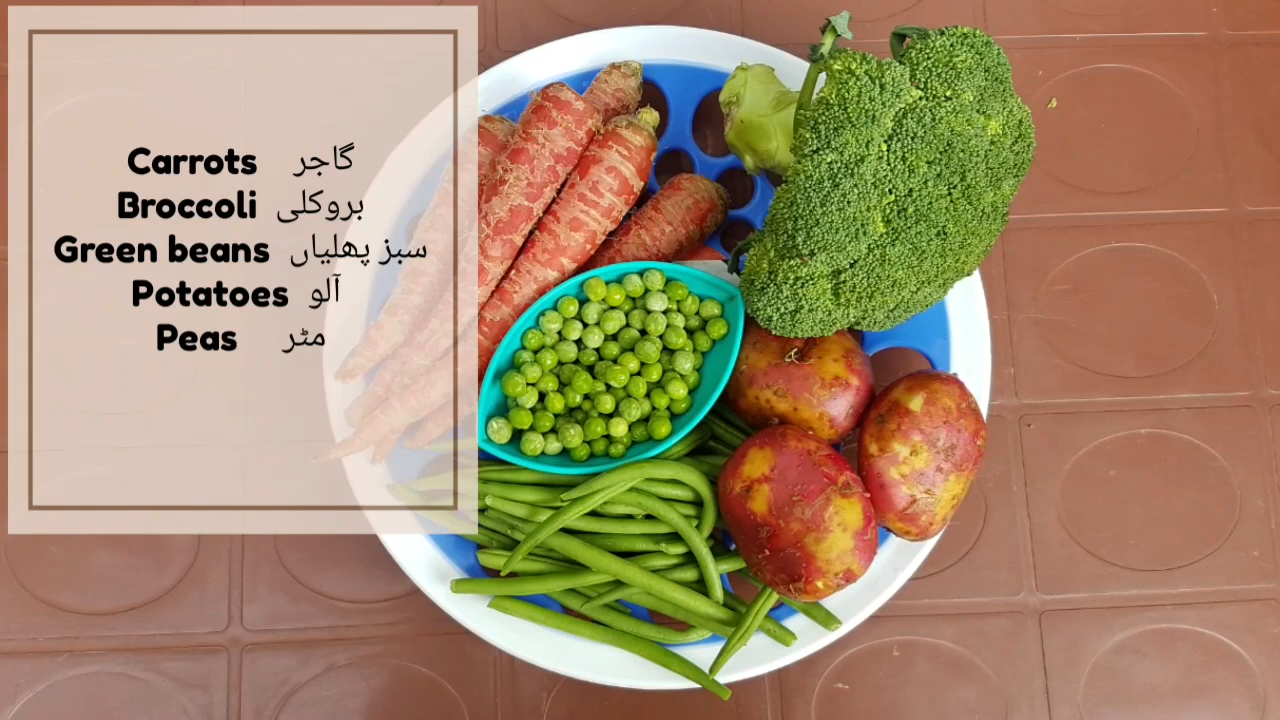 Carrots گاجر
Broccoli بروکلی
Green beans سبز پھلیاں
Potatoes آلو
Peas مٹر